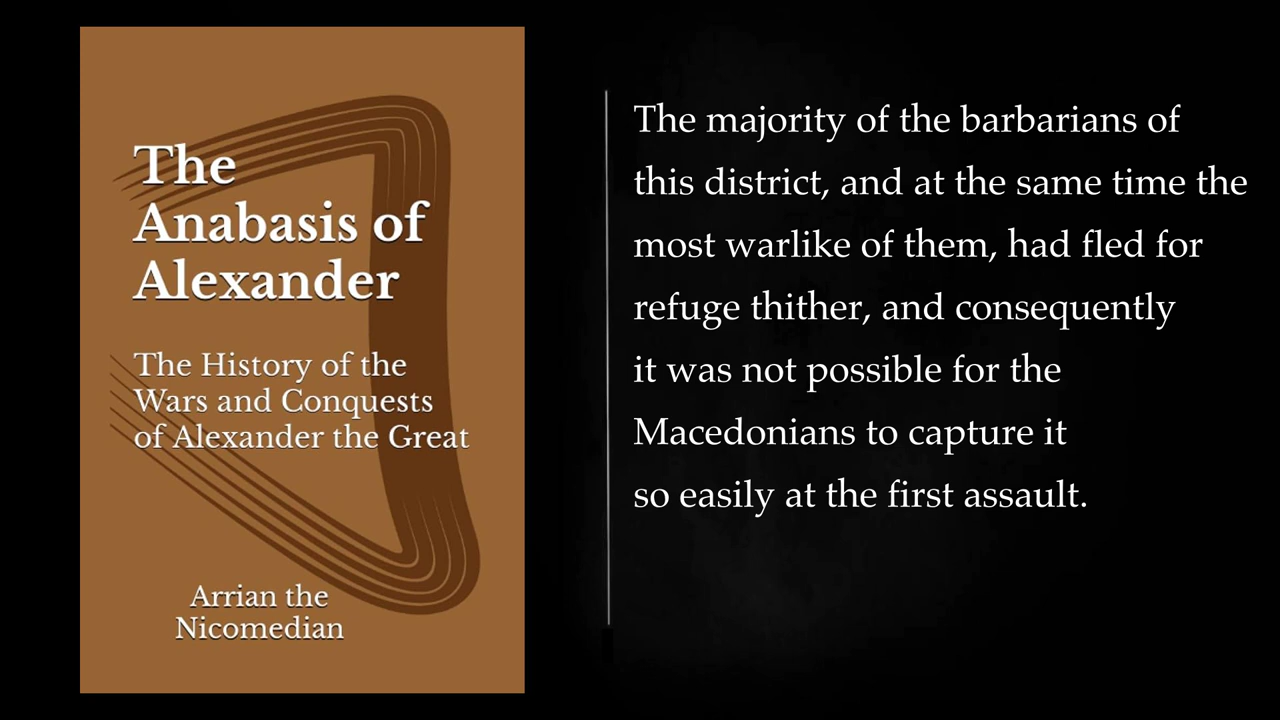 The
Anabasis of
Alexander
The History of the
Wars and Conquests
of Alexander the Great
Arrian the
Nicomedian
The majority of the barbarians of
this district, and at the same time the
most warlike of them, had fled for
refuge thither, and consequently
it was not possible for the
Macedonians to capture it
so easily at the first assault.